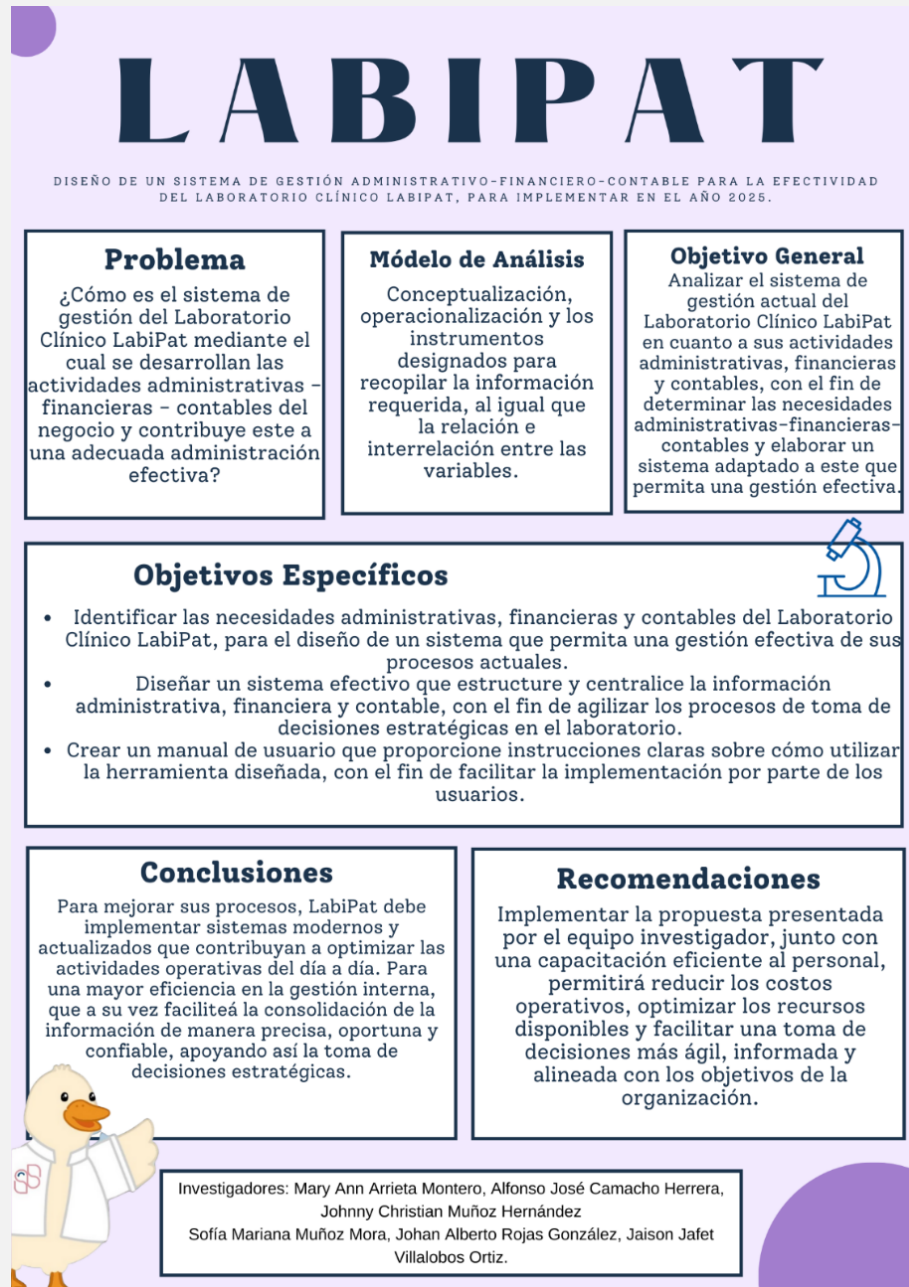 LABIPAT
DISEÑO DE UN SISTEMA DE GESTIÓN ADMINISTRATIVO-FINANCIERO-CONTABLE PARA LA EFECTIVIDAD
DEL LABORATORIO CLÍNICO LABIPAT, PARA IMPLEMENTAR EN EL AÑO 2025.
Problema
¿Cómo es el sistema de
gestión del Laboratorio
Clínico LabiPat mediante el
cual se desarrollan las
actividades administrativas -
financieras - contables del
negocio y contribuye este a
una adecuada administración
efectiva?
Módelo de Análisis
Conceptualización,
operacionalización y los
instrumentos
designados para
recopilar la información
requerida, al igual que
la relación e
interrelación entre las
variables.
Objetivo General
Analizar el sistema de
gestión actual del
Laboratorio Clínico LabiPat
en cuanto a sus actividades
administrativas, financieras
y contables, con el fin de
determinar las necesidades
administrativas-financieras-
contables y elaborar un
sistema adaptado a este que
permita una gestión efectiva.
Objetivos Específicos
• Identificar las necesidades administrativas, financieras y contables del Laboratorio
Clínico LabiPat, para el diseño de un sistema que permita una gestión efectiva de sus
procesos actuales.
• Diseñar un sistema efectivo que estructure y centralice la información
administrativa, financiera y contable, con el fin de agilizar los procesos de toma de
decisiones estratégicas en el laboratorio.
• Crear un manual de usuario que proporcione instrucciones claras sobre cómo utilizar
la herramienta diseñada, con el fin de facilitar la implementación por parte de los
usuarios.
Conclusiones
Para mejorar sus procesos, LabiPat debe
implementar sistemas modernos y
actualizados que contribuyan a optimizar las
actividades operativas del día a día. Para
una mayor eficiencia en la gestión interna,
que a su vez faciliteá la consolidación de la
información de manera precisa, oportuna y
confiable, apoyando así la toma de
decisiones estratégicas.
Recomendaciones
Implementar la propuesta presentada
por el equipo investigador, junto con
una capacitación eficiente al personal,
permitirá reducir los costos
operativos, optimizar los recursos
disponibles y facilitar una toma de
decisiones más ágil, informada y
alineada con los objetivos de la
organización.
Investigadores: Mary Ann Arrieta Montero, Alfonso José Camacho Herrera,
Johnny Christian Muñoz Hernández
Sofía Mariana Muñoz Mora, Johan Alberto Rojas González, Jaison Jafet
Villalobos Ortiz.